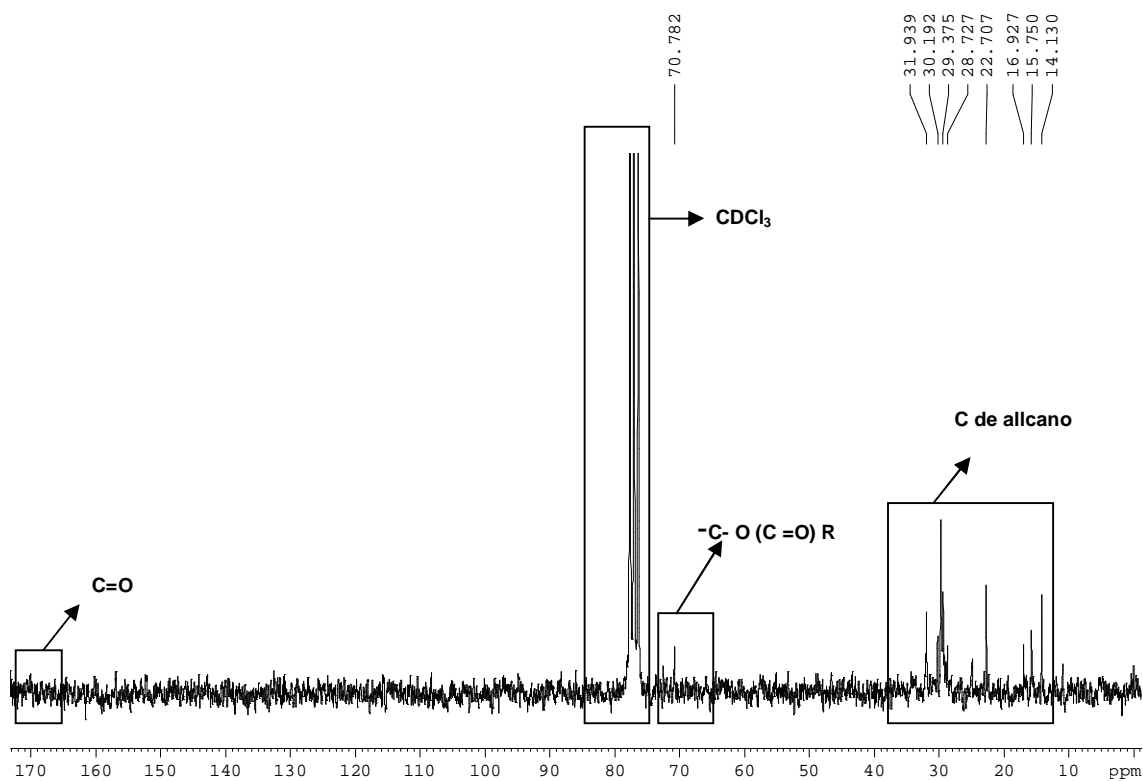 70.782
31.939
30.192
29.375
28.727
22.707
16.927
15.750
14.130
CDCl₃
C de allcano
-C- O (C =O) R
C=O
170 160 150 140 130 120 110 100 90 80 70 60 50 40 30 20 10 ppm